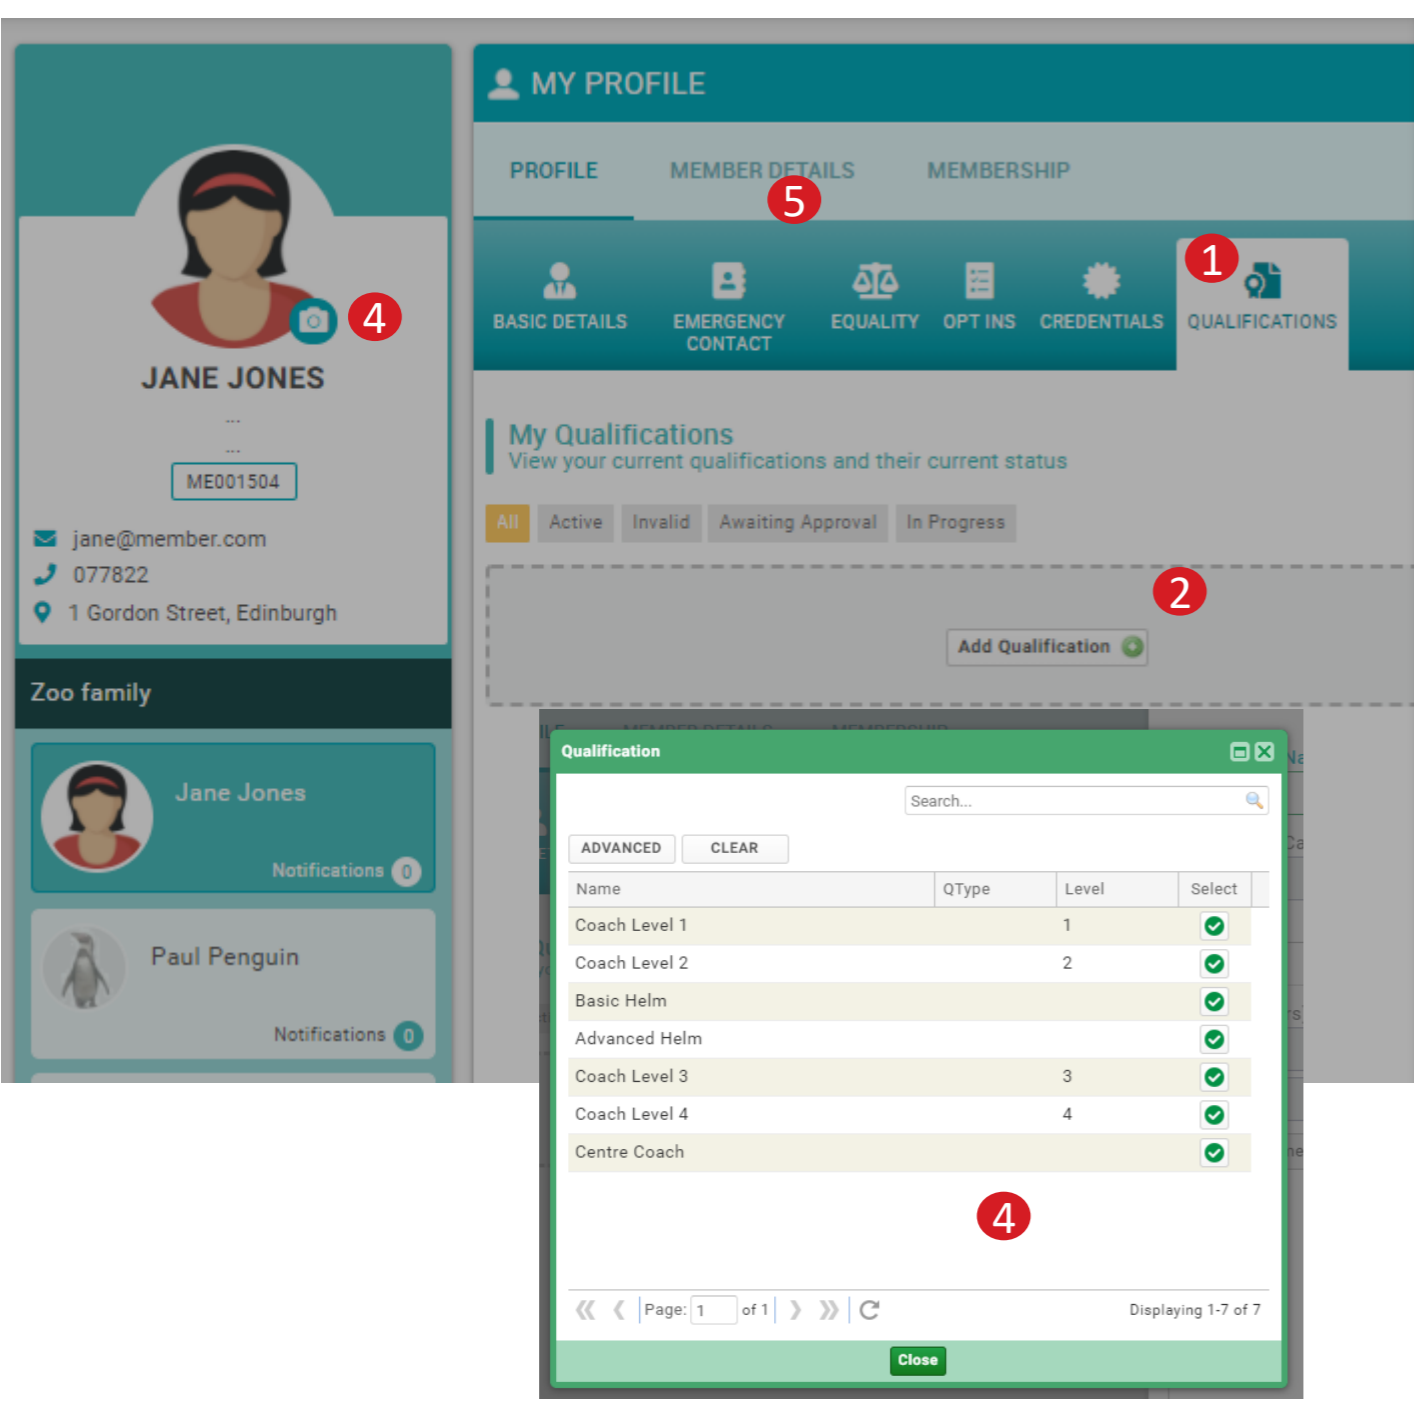 MY PROFILE
PROFILE MEMBER DETAILS MEMBERSHIP
5
1
BASIC DETAILS EMERGENCY CONTACT EQUALITY OPT INS CREDENTIALS QUALIFICATIONS
4
JANE JONES
...
...
ME001504
jane@member.com
077822
1 Gordon Street, Edinburgh
Zoo family
Jane Jones
Notifications 0
Paul Penguin
Notifications 0
My Qualifications
View your current qualifications and their current status
All Active Invalid Awaiting Approval In Progress
2
Add Qualification
MEMBER DETAILS MEMBERSHIP
Qualification
Search...
ADVANCED CLEAR
Name QType Level Select
Coach Level 1 1
Coach Level 2 2
Basic Helm
Advanced Helm
Coach Level 3 3
Coach Level 4 4
Centre Coach
4
Page: 1 of 1
Displaying 1-7 of 7
Close